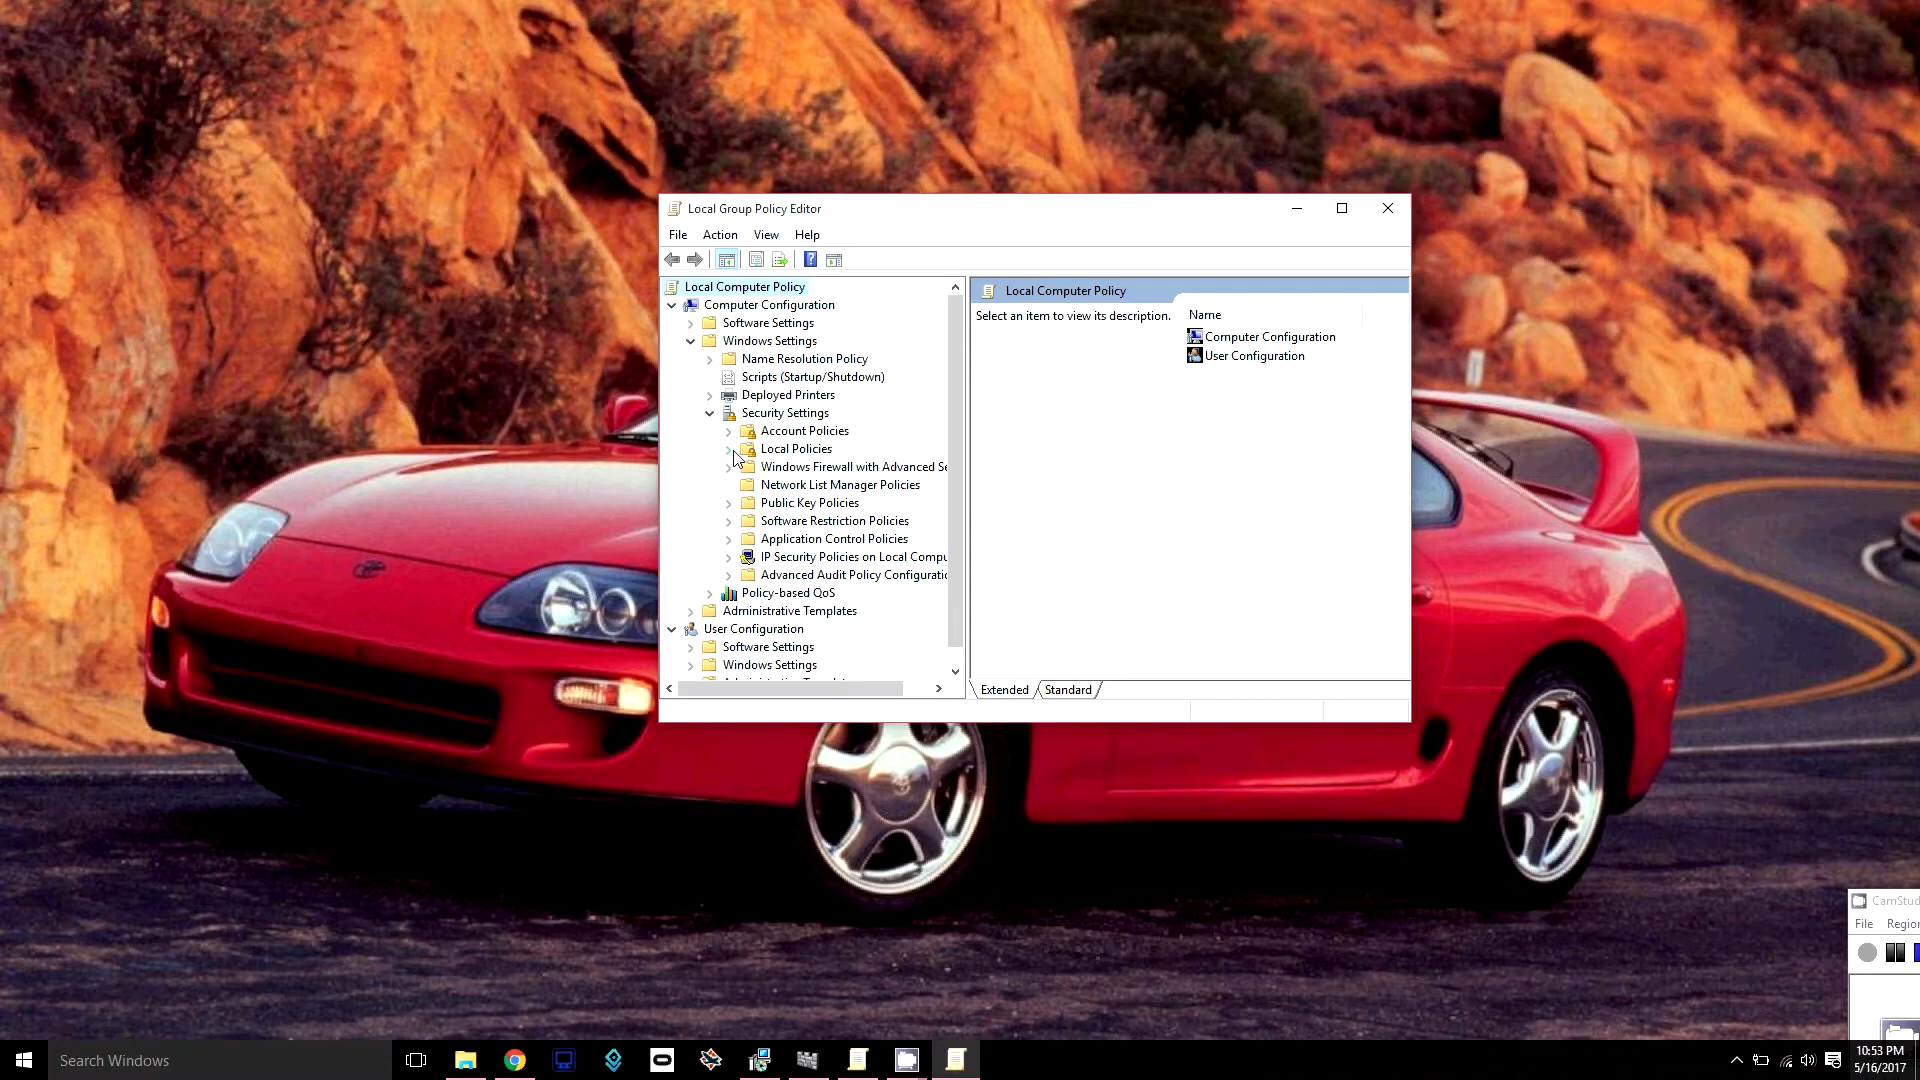 Local Group Policy Editor
File Action View Help
Local Computer Policy
Computer Configuration
Software Settings
Windows Settings
Name Resolution Policy
Scripts (Startup/Shutdown)
Deployed Printers
Security Settings
Account Policies
Local Policies
Windows Firewall with Advanced Se
Network List Manager Policies
Public Key Policies
Software Restriction Policies
Application Control Policies
IP Security Policies on Local Compu
Advanced Audit Policy Configuratio
Policy-based QoS
Administrative Templates
User Configuration
Software Settings
Windows Settings
Local Computer Policy
Select an item to view its description.
Name
Computer Configuration
User Configuration
Extended
Standard
CamStud
File Region
Search Windows
10:53 PM
5/16/2017